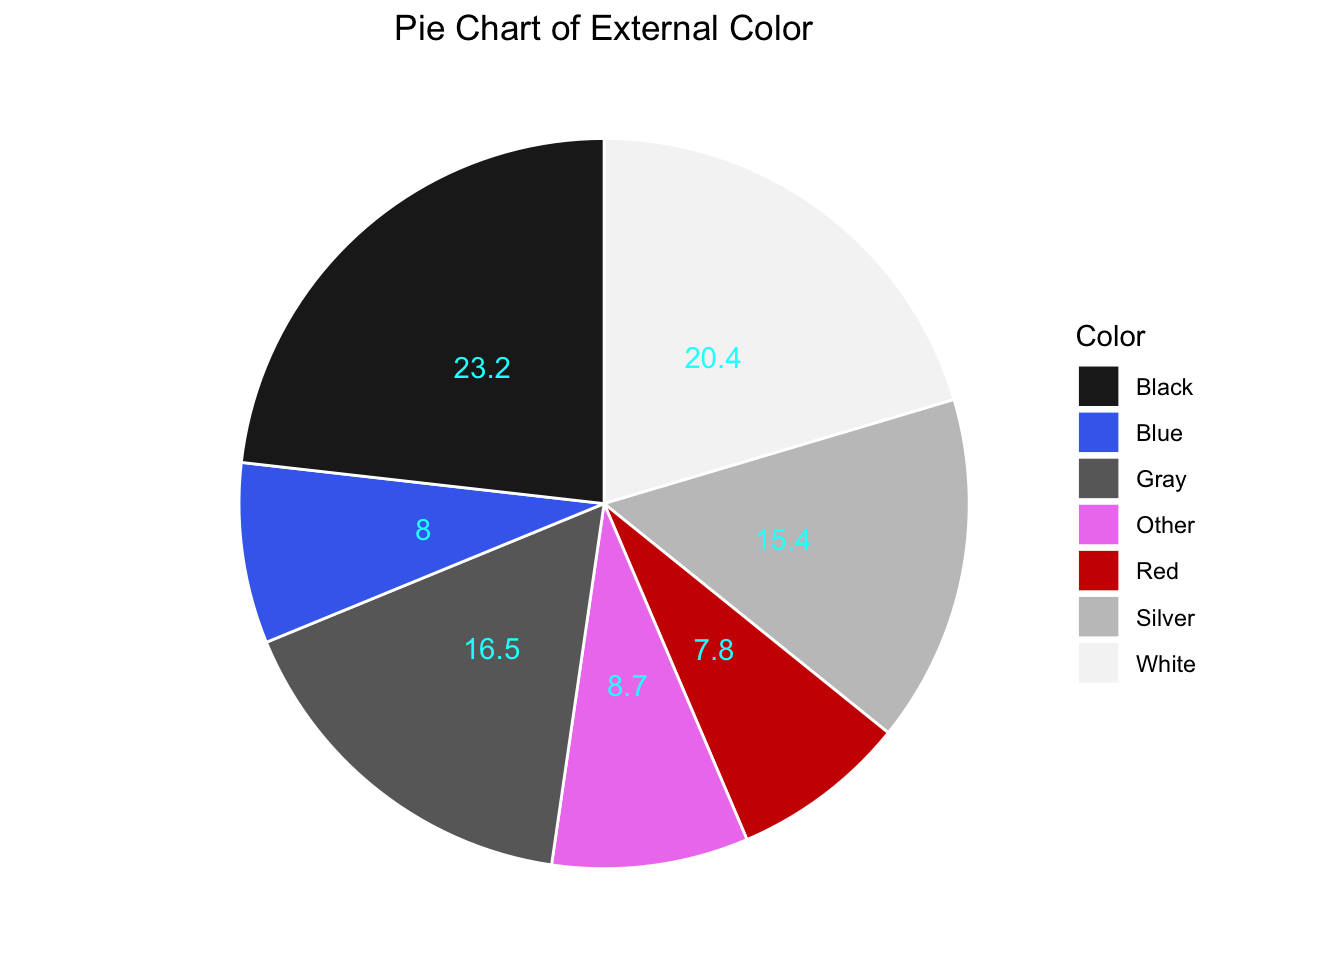 Pie Chart of External Color
23.2
20.4
8
15.4
16.5
8.7
7.8
Color
Black
Blue
Gray
Other
Red
Silver
White